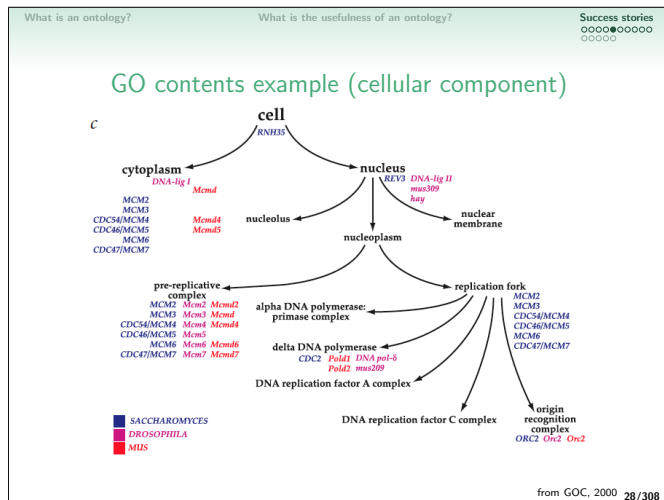 What is an ontology? What is the usefulness of an ontology? Success stories
GO contents example (cellular component)
c
cell
RNH35
cytoplasm
DNA-lig I
Mcmd
MCM2
MCM3
CDC54/MCM4 Mcmd4
CDC46/MCM5 Mcmd5
MCM6
CDC47/MCM7
nucleus
REV3 DNA-lig II
mus309
hay
nucleolus
nucleoplasm
nuclear
membrane
pre-replicative
complex
MCM2 Mcm2 Mcmd2
MCM3 Mcm3 Mcmd
CDC54/MCM4 Mcm4 Mcmd4
CDC46/MCM5 Mcm5
MCM6 Mcm6 Mcmd6
CDC47/MCM7 Mcm7 Mcmd7
alpha DNA polymerase:
primase complex
replication fork
MCM2
MCM3
CDC54/MCM4
CDC46/MCM5
MCM6
CDC47/MCM7
delta DNA polymerase
CDC2 Pold1 DNA pol-δ
Pold2 mus209
DNA replication factor A complex
DNA replication factor C complex
origin
recognition
complex
ORC2 Orc2 Orc2
SACCHAROMYCES
DROSOPHILA
MUS
from GOC, 2000 28/308